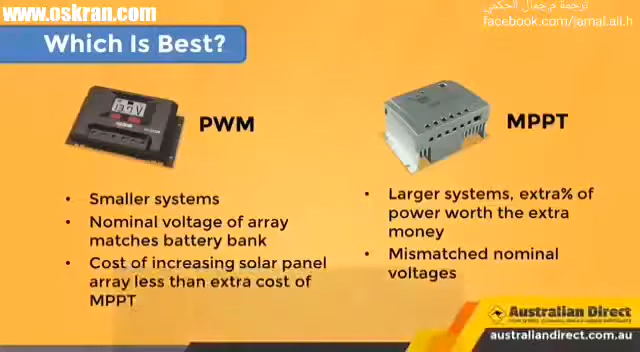 www.oskran.com
ترجمة م.جمال الحكمي
facebook.com/jamal.ali.h
Which Is Best?
PWM
MPPT
• Smaller systems
• Nominal voltage of array
matches battery bank
• Cost of increasing solar panel
array less than extra cost of
MPPT
• Larger systems, extra% of
power worth the extra
money
• Mismatched nominal
voltages
Australian Direct
australiandirect.com.au